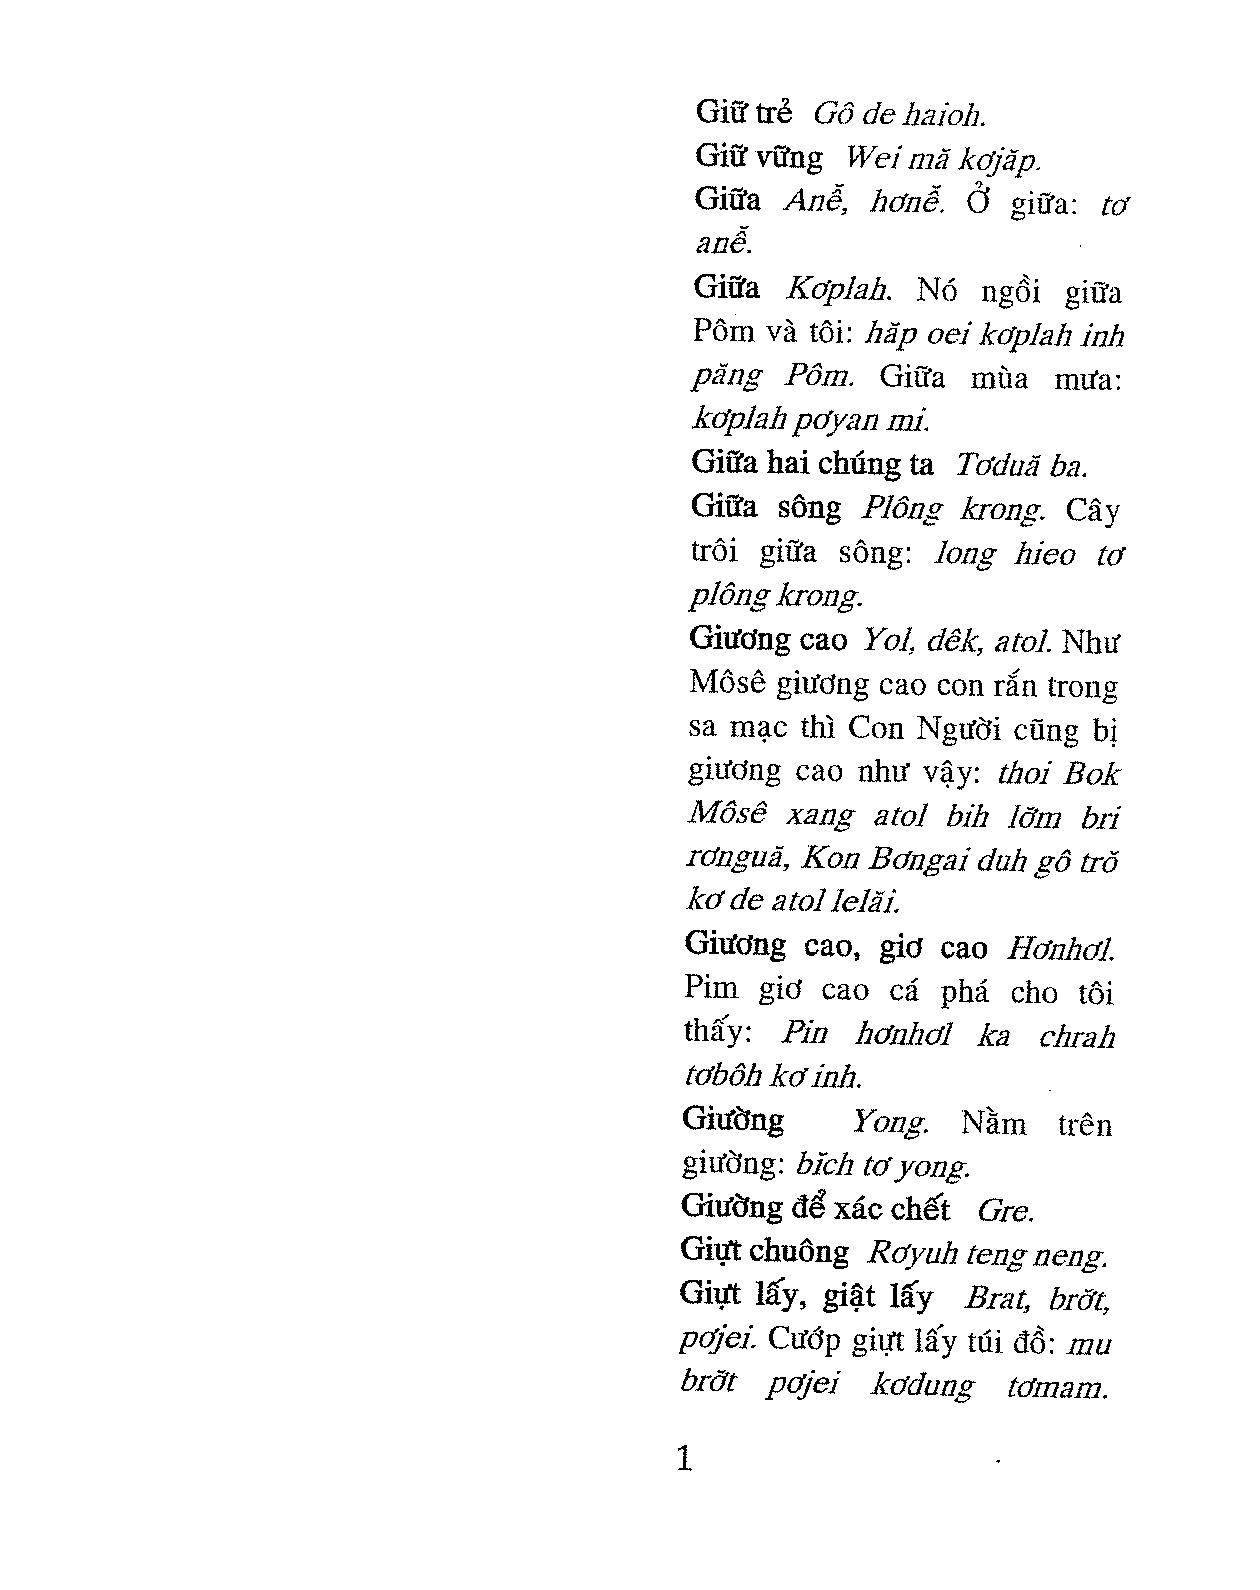 Giữ trẻ Gô de haioh.
Giữ vững Wei mă kơjăp.
Giữa Anê̆, hơnê̆. Ở giữa: tơ
anê̆.
Giữa Kơplah. Nó ngồi giữa
Pôm và tôi: hăp oei kơplah inh
păng Pôm. Giữa mùa mưa:
kơplah pơyan mi.
Giữa hai chúng ta Tơduă ba.
Giữa sông Plông krong. Cây
trôi giữa sông: long hieo tơ
plông krong.
Giương cao Yol, dêk, atol. Như
Môsê giương cao con rắn trong
sa mạc thì Con Người cũng bị
giương cao như vậy: thoi Bok
Môsê xang atol bih lơ̆m bri
rơnguă, Kon Bơngai duh gô trŏ
kơ de atol lelăi.
Giương cao, giơ cao Hơnhơl.
Pim giơ cao cá phá cho tôi
thấy: Pin hơnhơl ka chrah
tơbôh kơ inh.
Giường Yong. Nằm trên
giường: bĭch tơ yong.
Giường để xác chết Gre.
Giựt chuông Rơyuh teng neng.
Giựt lấy, giật lấy Brat, brơ̆t,
pơjei. Cướp giựt lấy túi đồ: mu
brơ̆t pơjei kơdung tơmam.
1